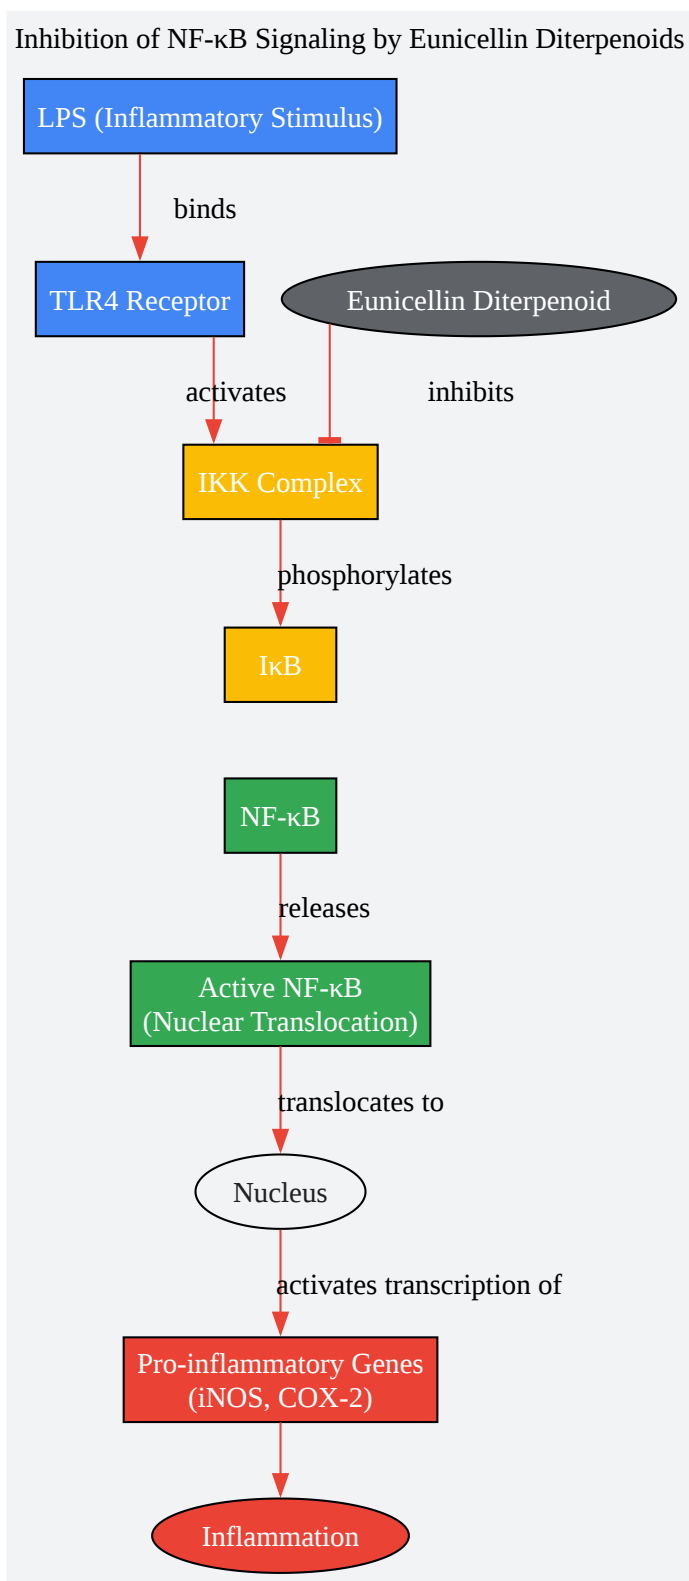 Inhibition of NF-κB Signaling by Eunicellin Diterpenoids
LPS (Inflammatory Stimulus)
binds
TLR4 Receptor
Eunicellin Diterpenoid
activates
inhibits
IKK Complex
phosphorylates
IκB
NF-κB
releases
Active NF-κB
(Nuclear Translocation)
translocates to
Nucleus
activates transcription of
Pro-inflammatory Genes
(iNOS, COX-2)
Inflammation